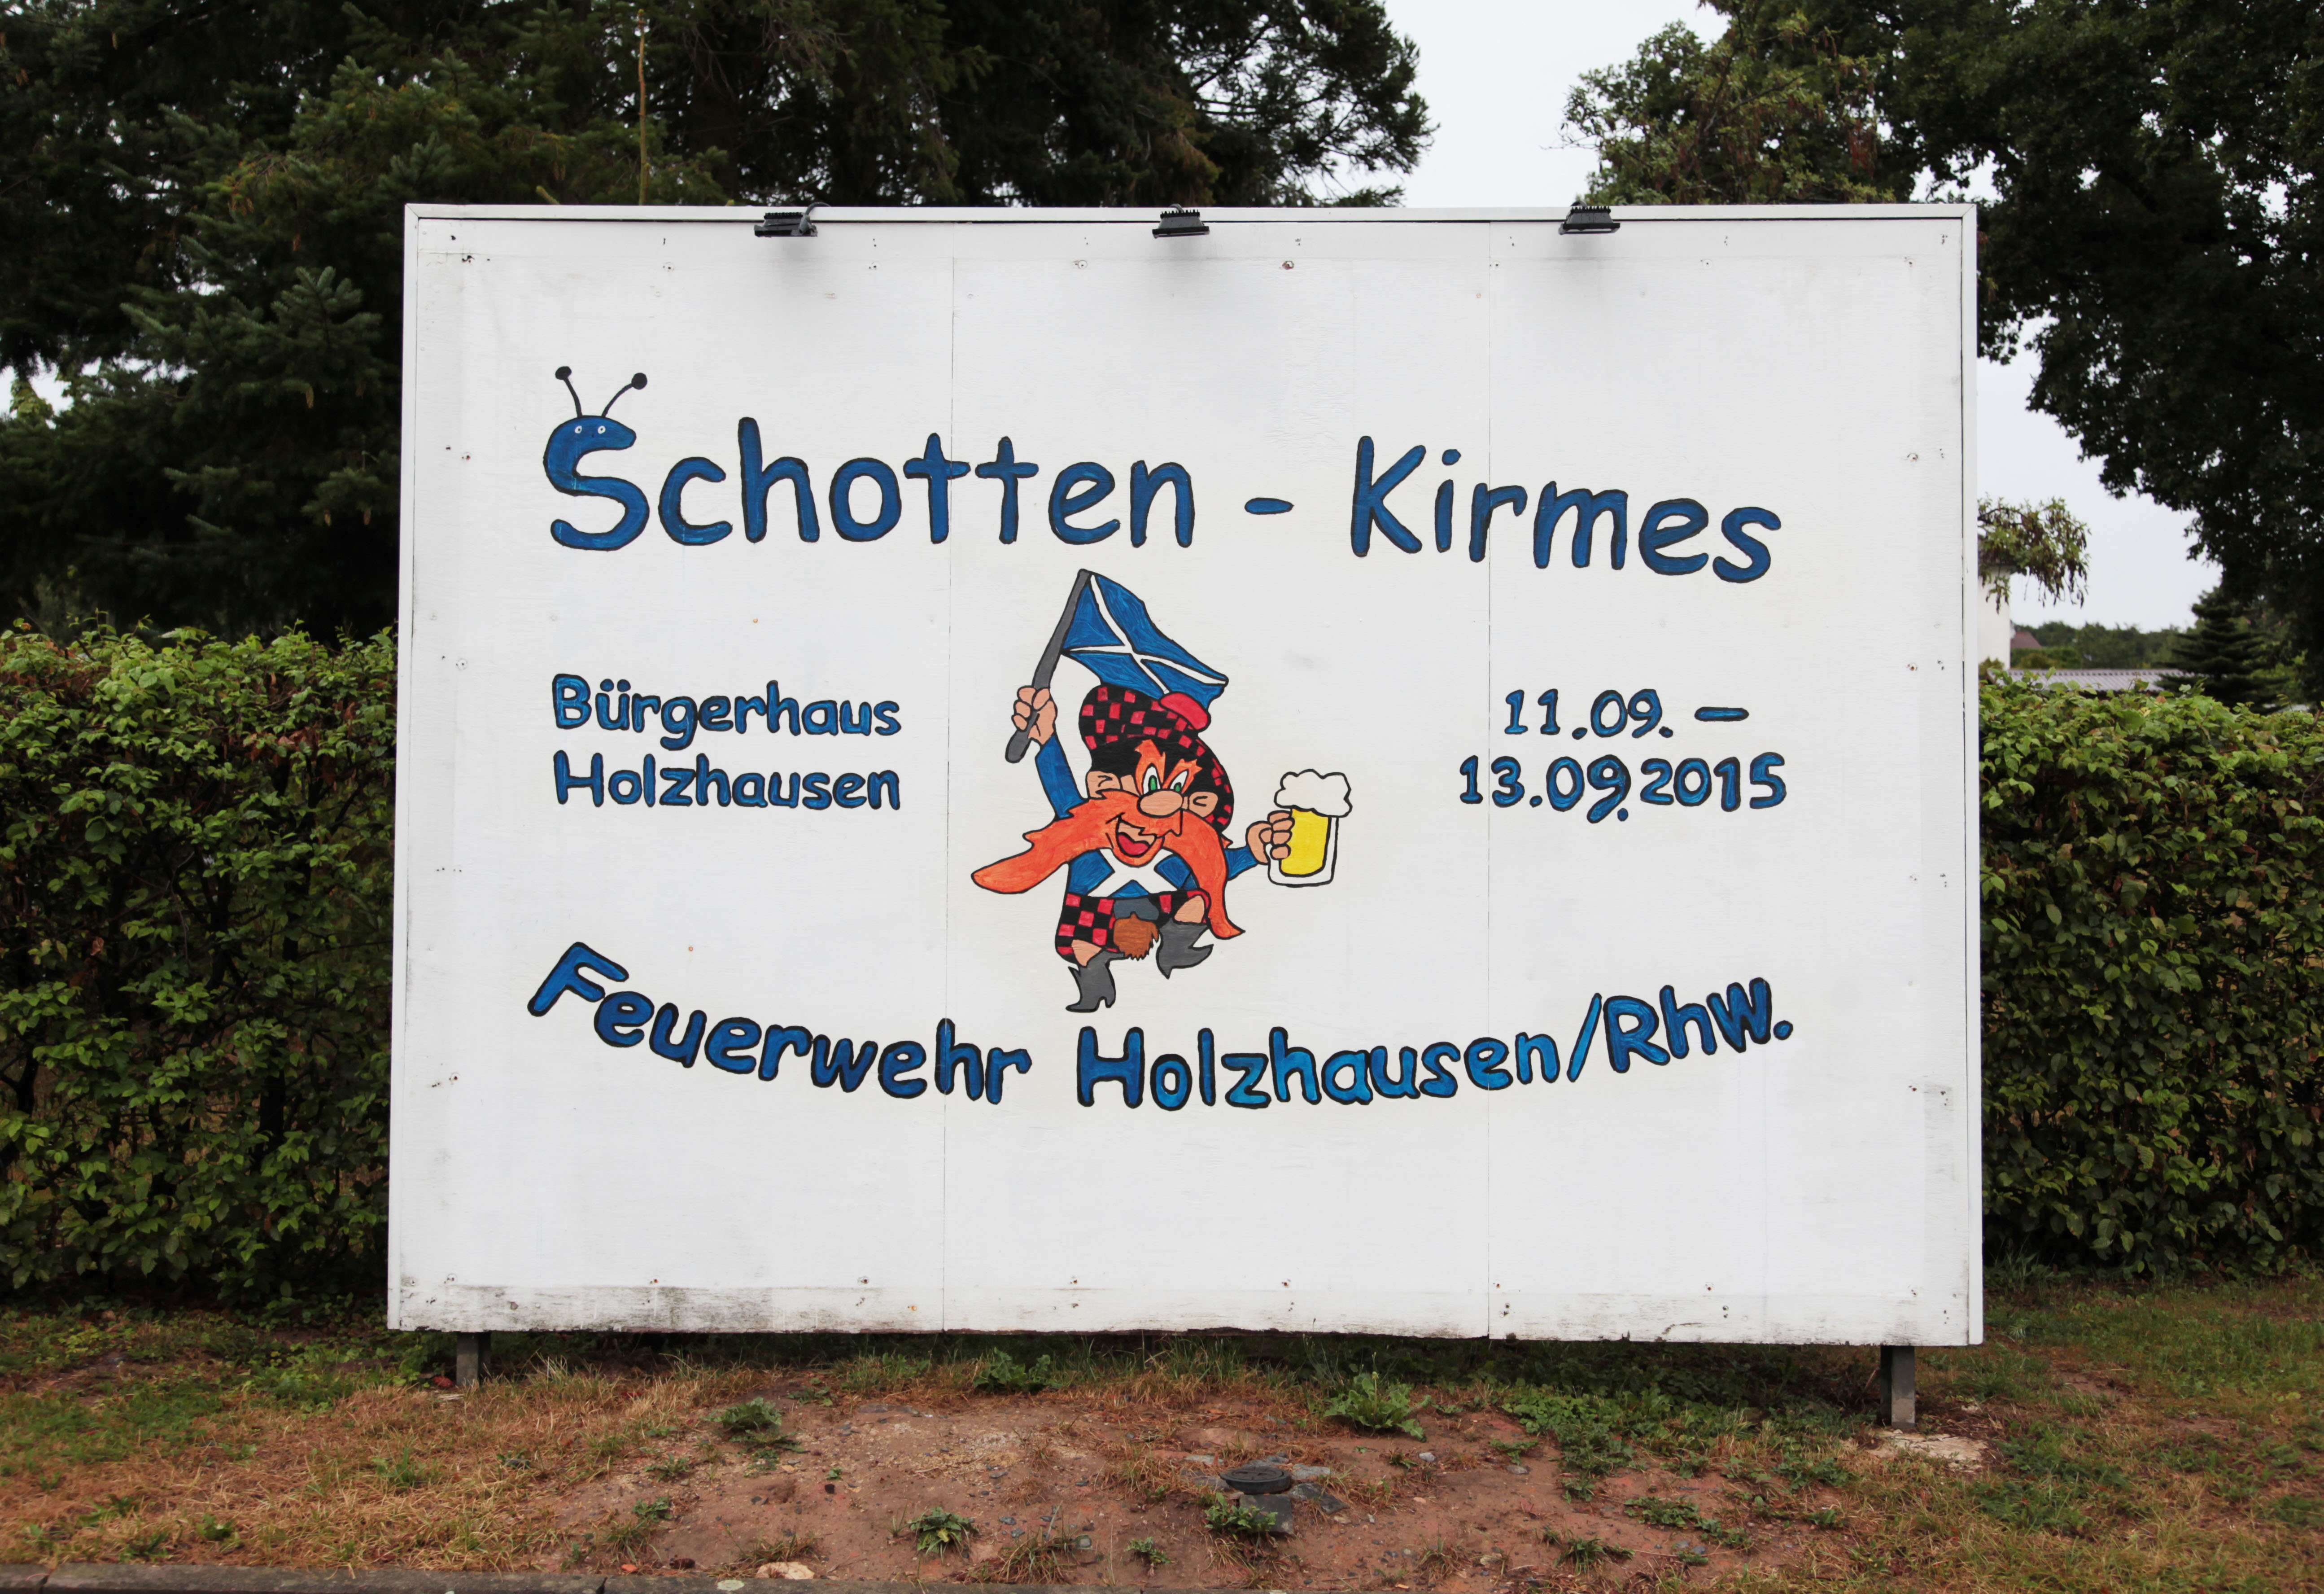 Schotten - Kirmes
Bürgerhaus
Holzhausen
11.09. -
13.09.2015
Feuerwehr Holzhausen/RhW.